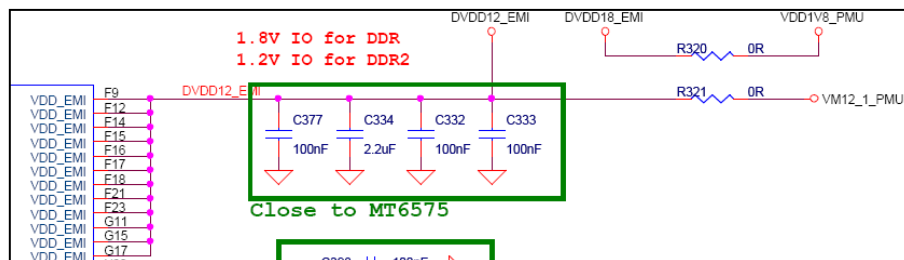 DVDD12_EMI DVDD18_EMI VDD1V8_PMU
1.8V IO for DDR
1.2V IO for DDR2
R320 0R
VDD_EMI F9 DVDD12_EMI R321 0R VM12_1_PMU
VDD_EMI F12
VDD_EMI F14
VDD_EMI F15
VDD_EMI F16
VDD_EMI F17
VDD_EMI F18
VDD_EMI F21
VDD_EMI F23
VDD_EMI G11
VDD_EMI G15
VDD_EMI G17
C377 C334 C332 C333
100nF 2.2uF 100nF 100nF
Close to MT6575